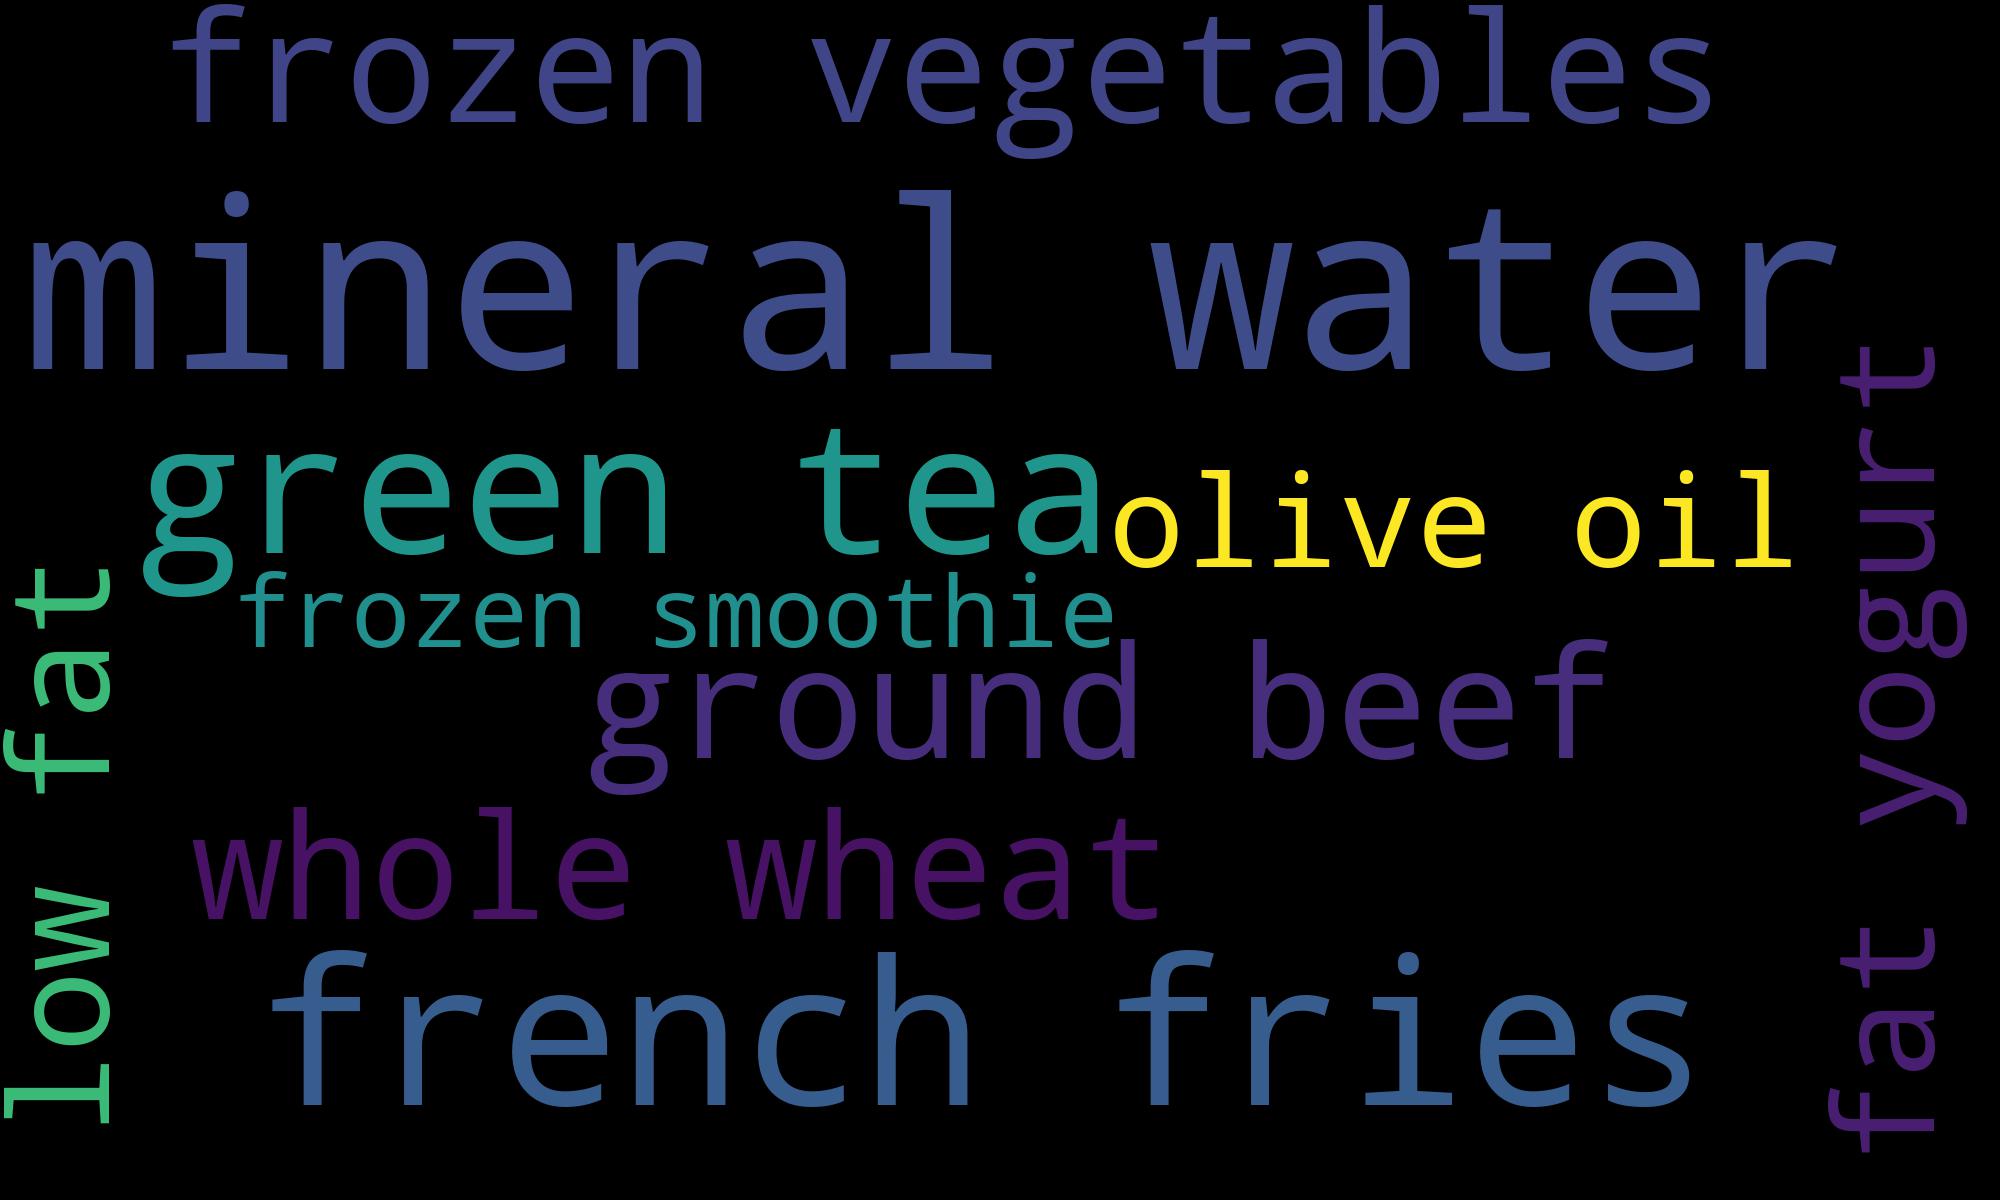 frozen vegetables
mineral water
green tea
olive oil
frozen smoothie
ground beef
whole wheat
french fries
low fat
fat yogurt